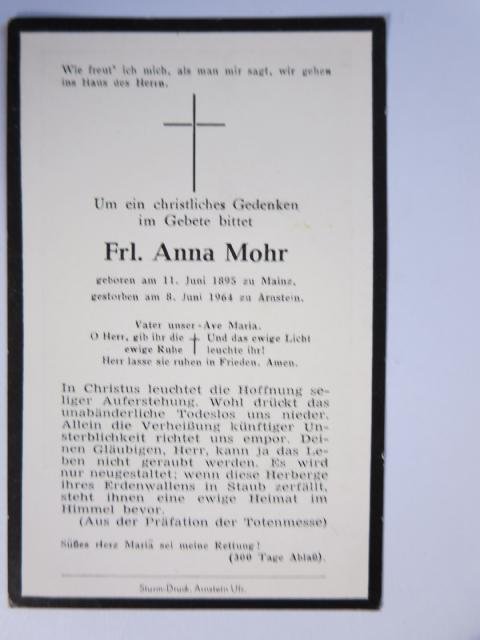 Wie freut' ich mich, als man mir sagt, wir gehen
ins Haus des Herrn.
Um ein christliches Gedenken
im Gebete bittet
Frl. Anna Mohr
geboren am 11. Juni 1895 zu Mainz,
gestorben am 8. Juni 1964 zu Arnstein.
Vater unser - Ave Maria.
O Herr, gib ihr die Und das ewige Licht
ewige Ruhe leuchte ihr!
Herr lasse sie ruhen in Frieden. Amen.
In Christus leuchtet die Hoffnung se-
liger Auferstehung. Wohl drückt das
unabänderliche Todeslos uns nieder.
Allein die Verheißung künftiger Un-
sterblichkeit richtet uns empor. Dei-
nen Gläubigen, Herr, kann ja das Le-
ben nicht geraubt werden. Es wird
nur neugestaltet; wenn diese Herberge
ihres Erdenwallens in Staub zerfällt,
steht ihnen eine ewige Heimat im
Himmel bevor.
(Aus der Präfation der Totenmesse)
Süßes Herz Mariä sei meine Rettung!
(300 Tage Ablaß)
Sturm-Druck, Arnstein Ufr.